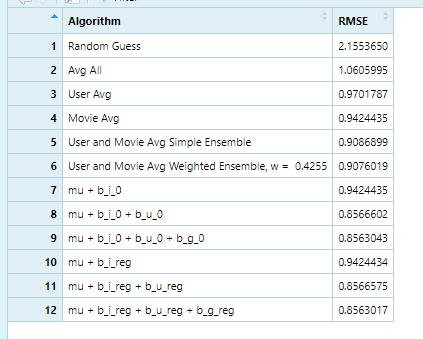 Algorithm RMSE
1 Random Guess 2.1553650
2 Avg All 1.0605995
3 User Avg 0.9701787
4 Movie Avg 0.9424435
5 User and Movie Avg Simple Ensemble 0.9086899
6 User and Movie Avg Weighted Ensemble, w = 0.4255 0.9076019
7 mu + b_i_0 0.9424435
8 mu + b_i_0 + b_u_0 0.8566602
9 mu + b_i_0 + b_u_0 + b_g_0 0.8563043
10 mu + b_i_reg 0.9424434
11 mu + b_i_reg + b_u_reg 0.8566575
12 mu + b_i_reg + b_u_reg + b_g_reg 0.8563017